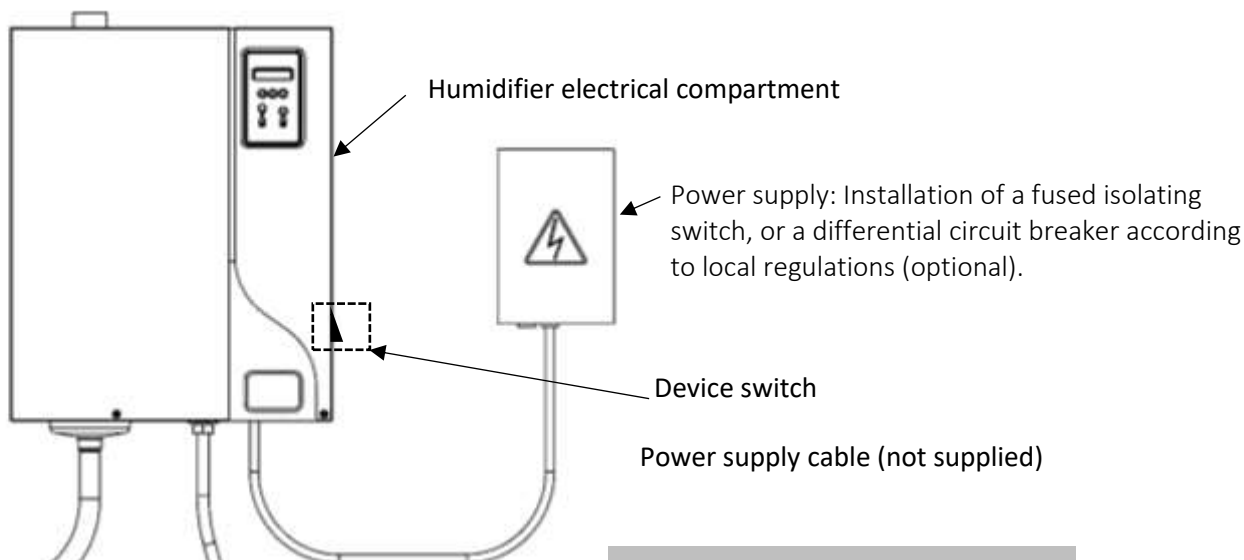 Humidifier electrical compartment
Power supply: Installation of a fused isolating
switch, or a differential circuit breaker according
to local regulations (optional).
Device switch
Power supply cable (not supplied)